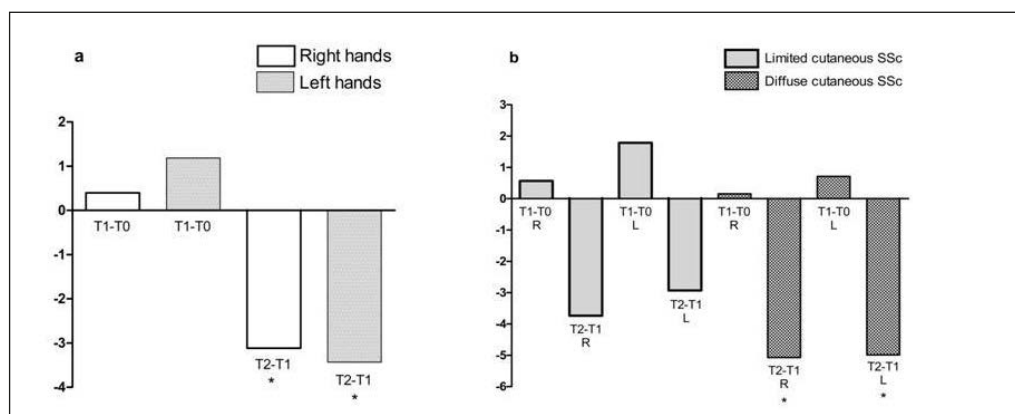 a
Right hands
Left hands
2
1
0
-1
-2
-3
-4
T1-T0
T1-T0
T2-T1
*
T2-T1
*
b
Limited cutaneous SSc
Diffuse cutaneous SSc
3
2
1
0
-1
-2
-3
-4
-5
-6
T1-T0
R
T2-T1
R
T1-T0
L
T2-T1
L
T1-T0
R
T2-T1
R
*
T1-T0
L
T2-T1
L
*